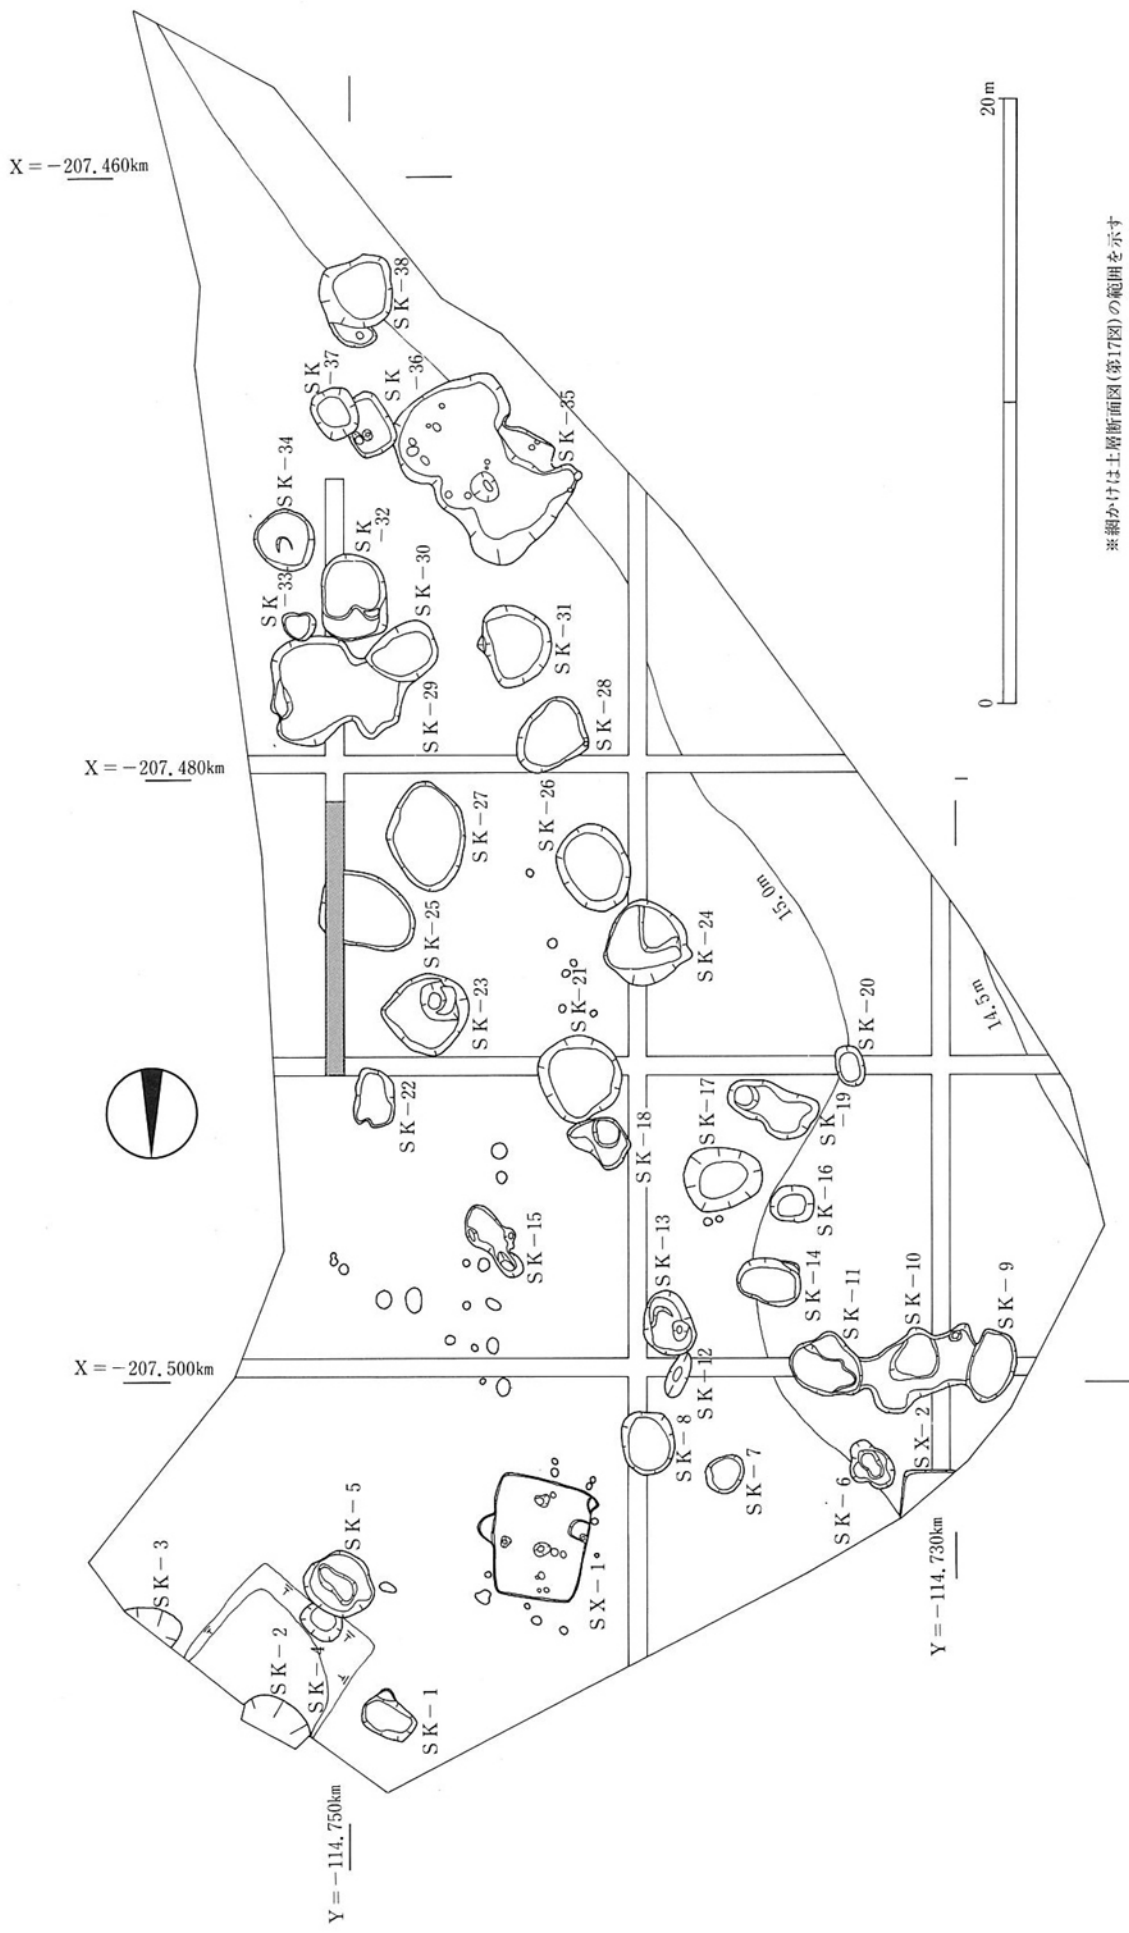 X=-207.460km
20m
※網かけは土層断面図(第17図)の範囲を示す
SK-38
SK
-37
SK
-36
SK-35
SK-34
SK
-32
SK
-33
SK-30
SK-31
SK-29
SK-28
0
X=-207.480km
SK-27
SK-26
SK-25
SK-24
15.0m
SK-23
SK-21
SK-20
14.5m
SK-22
SK-18
SK-17
SK
-19
SK-16
SK-15
SK-13
SK-14
SK-11
SK-10
SK-9
X=-207.500km
SK-12
SK-8
SK-7
SK-6
SX-2
SK-5
SX-1
SK-3
SK-2
SK-4
SK-1
Y=-114.730km
Y=-114.750km